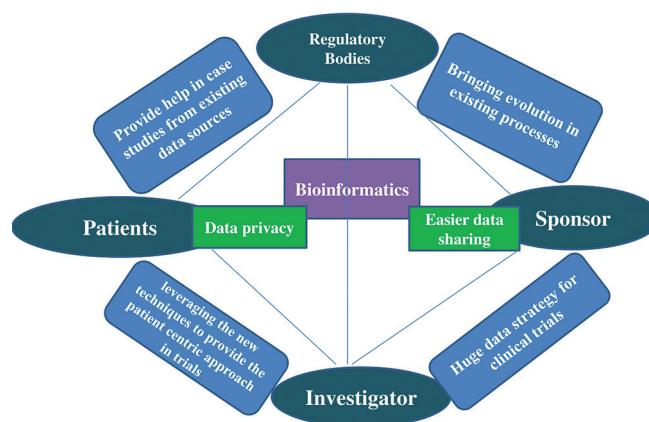 Regulatory
Bodies
Provide help in case
studies from existing
data sources
Bringing evolution in
existing processes
Bioinformatics
Patients
Data privacy
Easier data
sharing
Sponsor
leveraging the new
techniques to provide the
patient centric approach
in trials
Huge data strategy for
clinical trials
Investigator